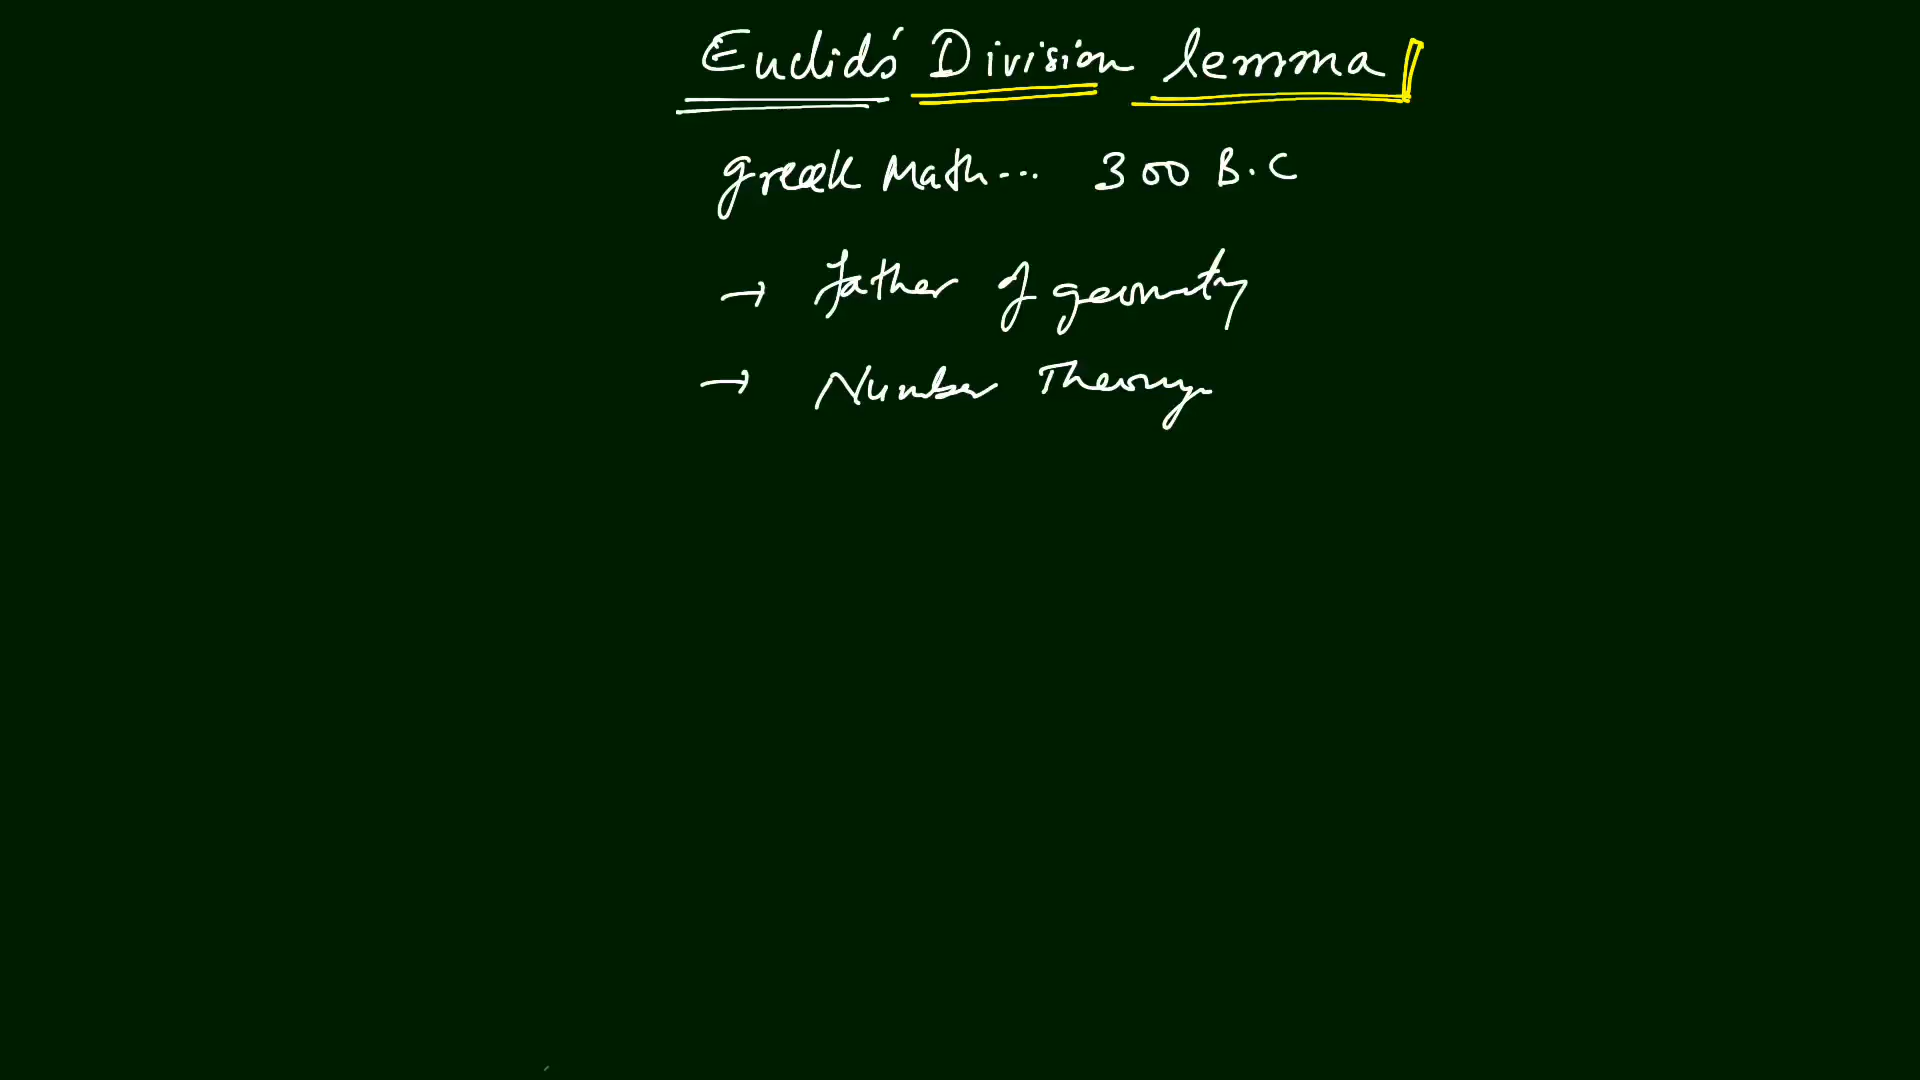 Euclid's Division lemma
greek Math... 300 B.C
→ Father of geometry
→ Number Theory